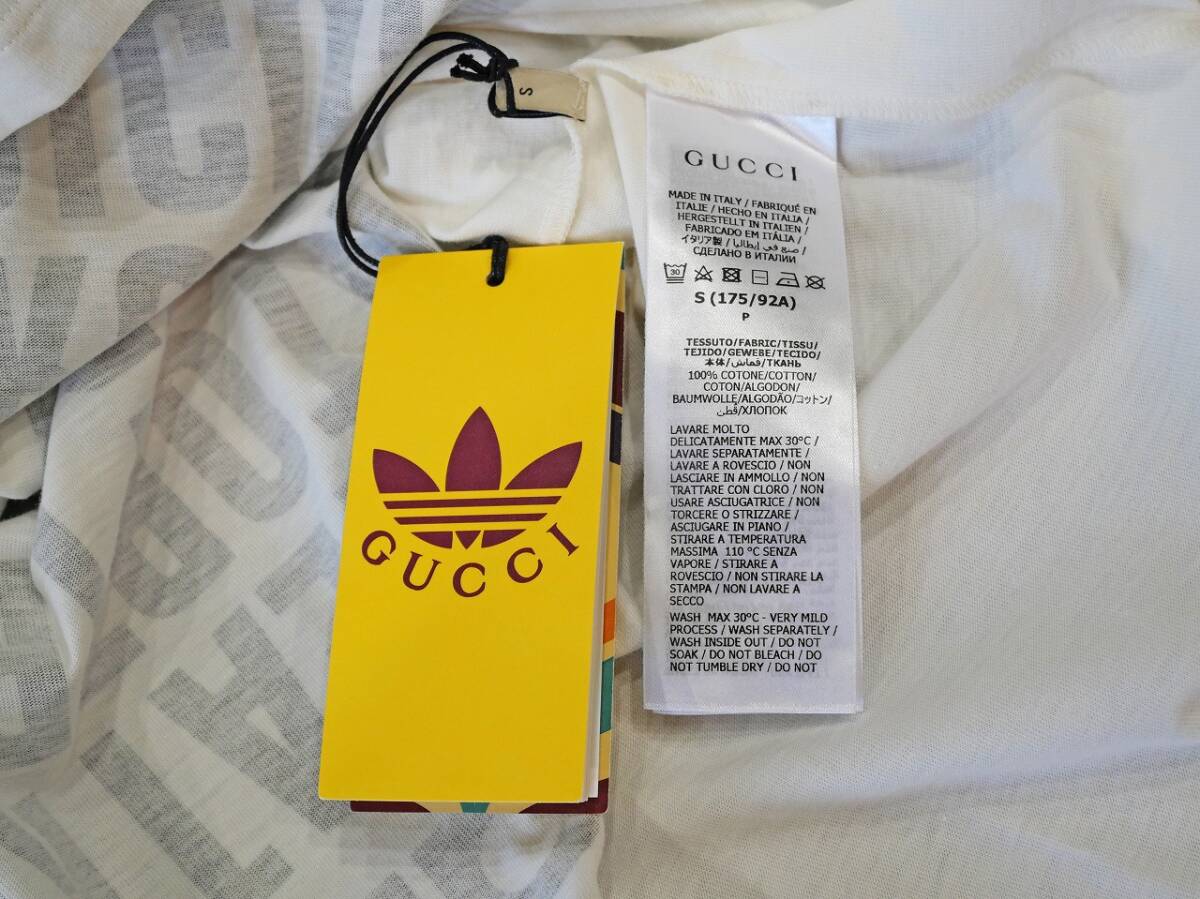 S
GUCCI
GUCCI
MADE IN ITALY / FABRIQUÉ EN
ITALIE / HECHO EN ITALIA /
HERGESTELLT IN ITALIEN /
FABRICADO EM ITÁLIA /
イタリア製 / صنع في إيطاليا /
СДЕЛАНО В ИТАЛИИ
30
S (175/92A)
P
TESSUTO/FABRIC/TISSU/
TEJIDO/GEWEBE/TECIDO/
本体/قماش/ТКАНЬ
100% COTONE/COTTON/
COTON/ALGODON/
BAUMWOLLE/ALGODÃO/コットン/
قطن/ХЛОПОК
LAVARE MOLTO
DELICATAMENTE MAX 30°C /
LAVARE SEPARATAMENTE /
LAVARE A ROVESCIO / NON
LASCIARE IN AMMOLLO / NON
TRATTARE CON CLORO / NON
USARE ASCIUGATRICE / NON
TORCERE O STRIZZARE /
ASCIUGARE IN PIANO /
STIRARE A TEMPERATURA
MASSIMA 110 °C SENZA
VAPORE / STIRARE A
ROVESCIO / NON STIRARE LA
STAMPA / NON LAVARE A
SECCO
WASH MAX 30°C - VERY MILD
PROCESS / WASH SEPARATELY /
WASH INSIDE OUT / DO NOT
SOAK / DO NOT BLEACH / DO
NOT TUMBLE DRY / DO NOT